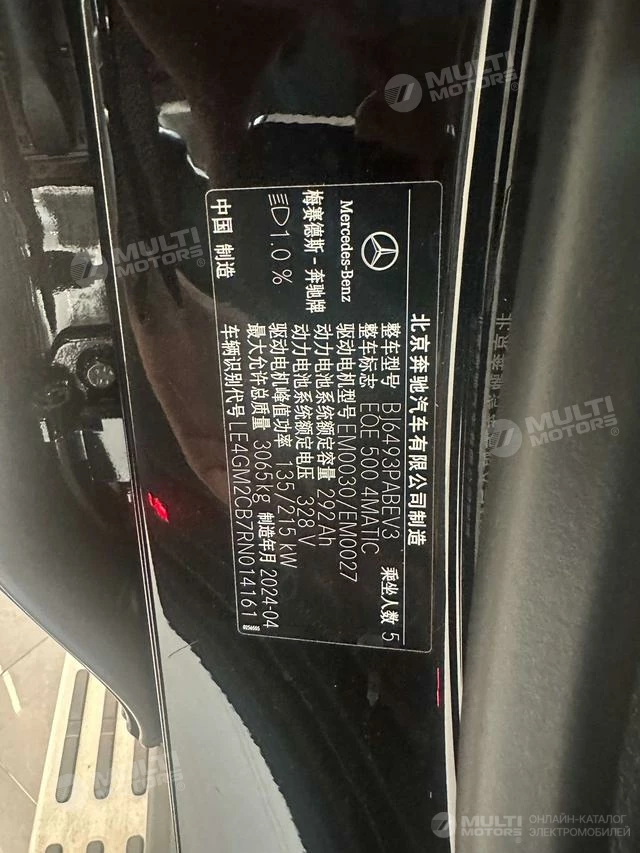 北京奔驰汽车有限公司制造
整车型号 BJ6493PABEV3 乘坐人数 5
整车标志 EQE 500 4MATIC
驱动电机型号 EM0030/EM0027
动力电池系统额定容量 292Ah
动力电池系统额定电压 328 V
驱动电机峰值功率 135/215 kW
最大允许总质量 3065kg 制造年月 2024-04
车辆识别代号 LE4GM2CB7RN014161
Mercedes-Benz
梅赛德斯-奔驰牌
1.0 %
中国 制造
MULTI MOTORS
MULTI MOTORS
MULTI MOTORS
MULTI MOTORS
MULTI MOTORS
MULTI MOTORS
ОНЛАЙН-КАТАЛОГ
ЭЛЕКТРОМОБИЛЕЙ